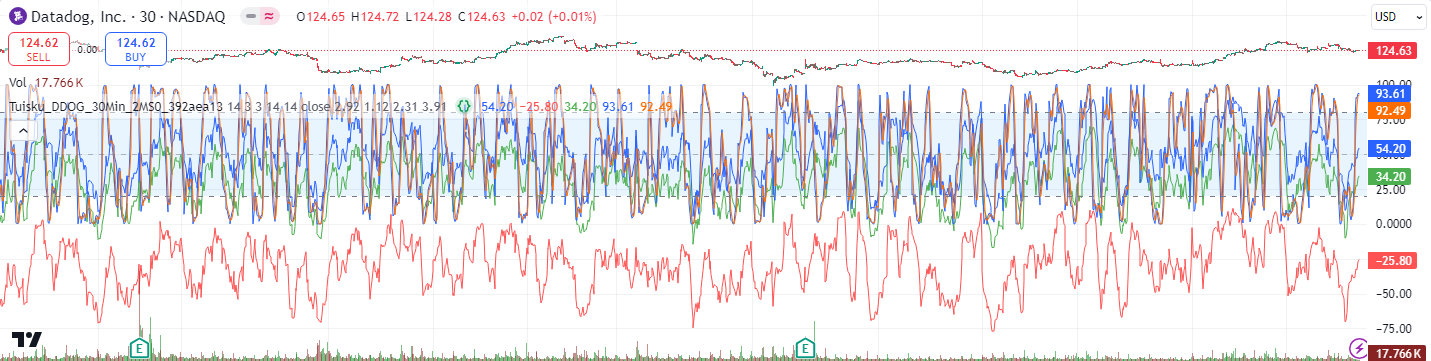 Datadog, Inc. · 30 · NASDAQ O124.65 H124.72 L124.28 C124.63 +0.02 (+0.01%)
USD
124.62 SELL
0.00
124.62 BUY
124.63
Vol 17.766 K
100.00
Tuisku_DDOG_30Min_2MS0_392aea13 14 3 3 14 14 close 2.92 1.12 2.31 3.91 {} 54.20 −25.80 34.20 93.61 92.49
93.61
92.49
75.00
54.20
50.00
34.20
25.00
0.0000
−25.80
−50.00
−75.00
E
E
17.766 K